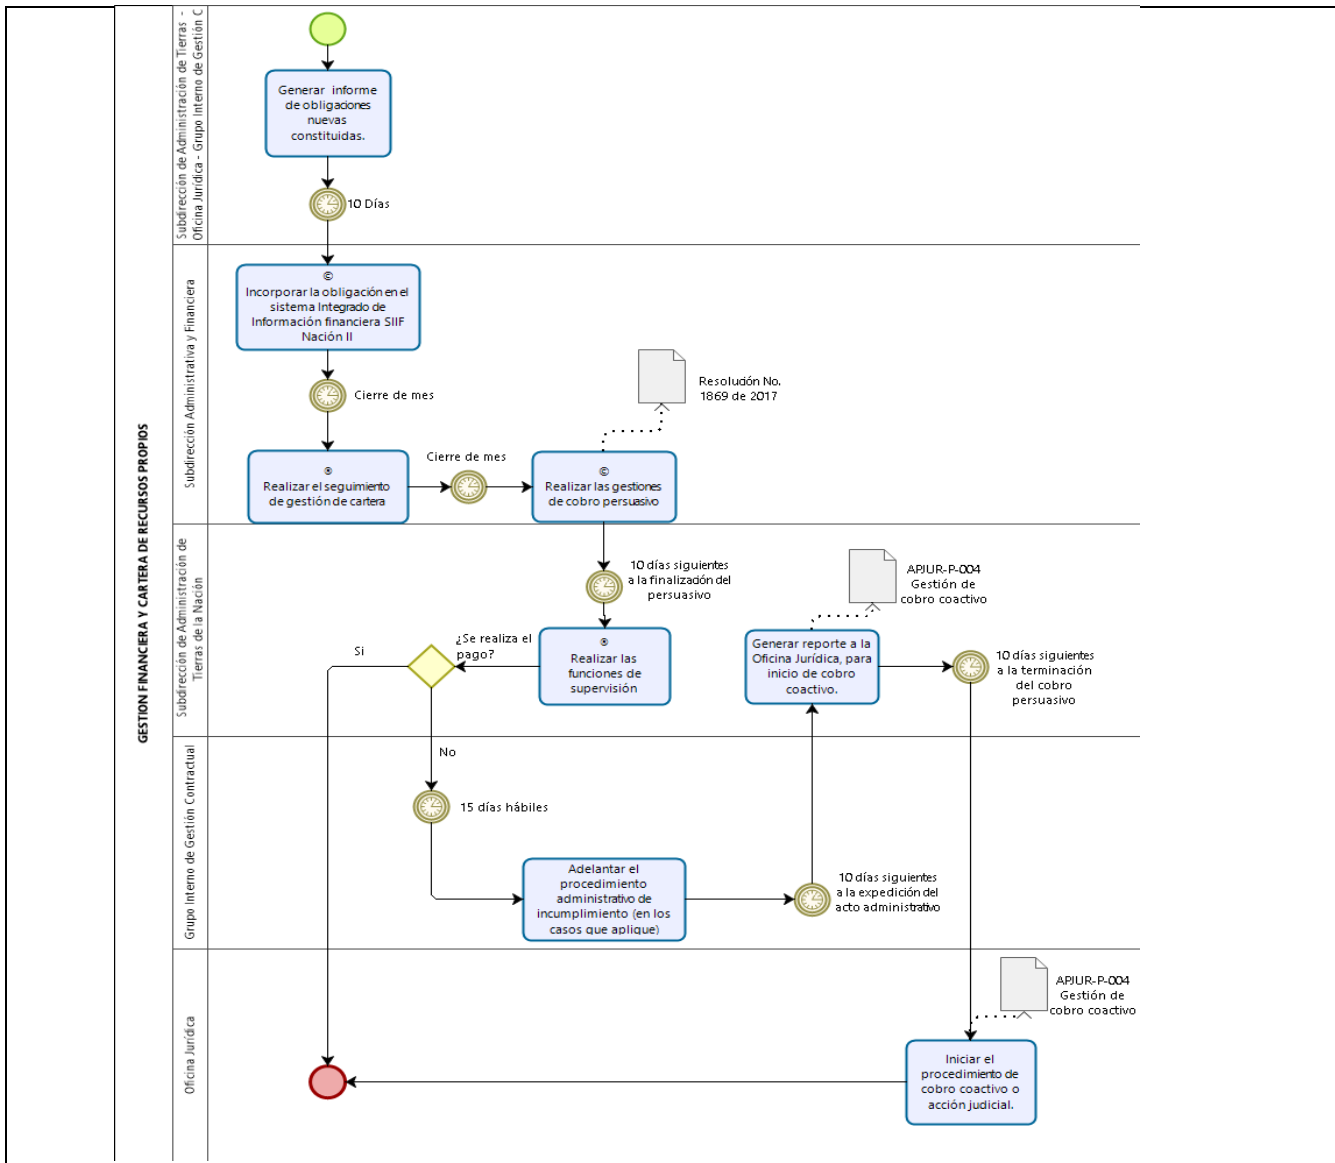 GESTION FINANCIERA Y CARTERA DE RECURSOS PROPIOS
Subdirección de Administración de Tierras -
Oficina Jurídica - Grupo Interno de Gestión C
Generar informe
de obligaciones
nuevas
constituidas.
10 Días
Subdirección Administrativa y Financiera
©
Incorporar la obligación en el
sistema Integrado de
Información financiera SIIF
Nación II
Cierre de mes
Resolución No.
1869 de 2017
®
Realizar el seguimiento
de gestión de cartera
Cierre de mes
©
Realizar las gestiones
de cobro persuasivo
Subdirección de Administración de
Tierras de la Nación
10 días siguientes
a la finalización del
persuasivo
APJUR-P-004
Gestión de
cobro coactivo
Si
¿Se realiza el
pago?
®
Realizar las
funciones de
supervisión
Generar reporte a la
Oficina Jurídica, para
inicio de cobro
coactivo.
10 días siguientes
a la terminación
del cobro
persuasivo
Grupo Interno de Gestión Contractual
No
15 días hábiles
Adelantar el
procedimiento
administrativo de
incumplimiento (en los
casos que aplique)
10 días siguientes
a la expedición del
acto administrativo
Oficina Jurídica
APJUR-P-004
Gestión de
cobro coactivo
Iniciar el
procedimiento de
cobro coactivo o
acción judicial.